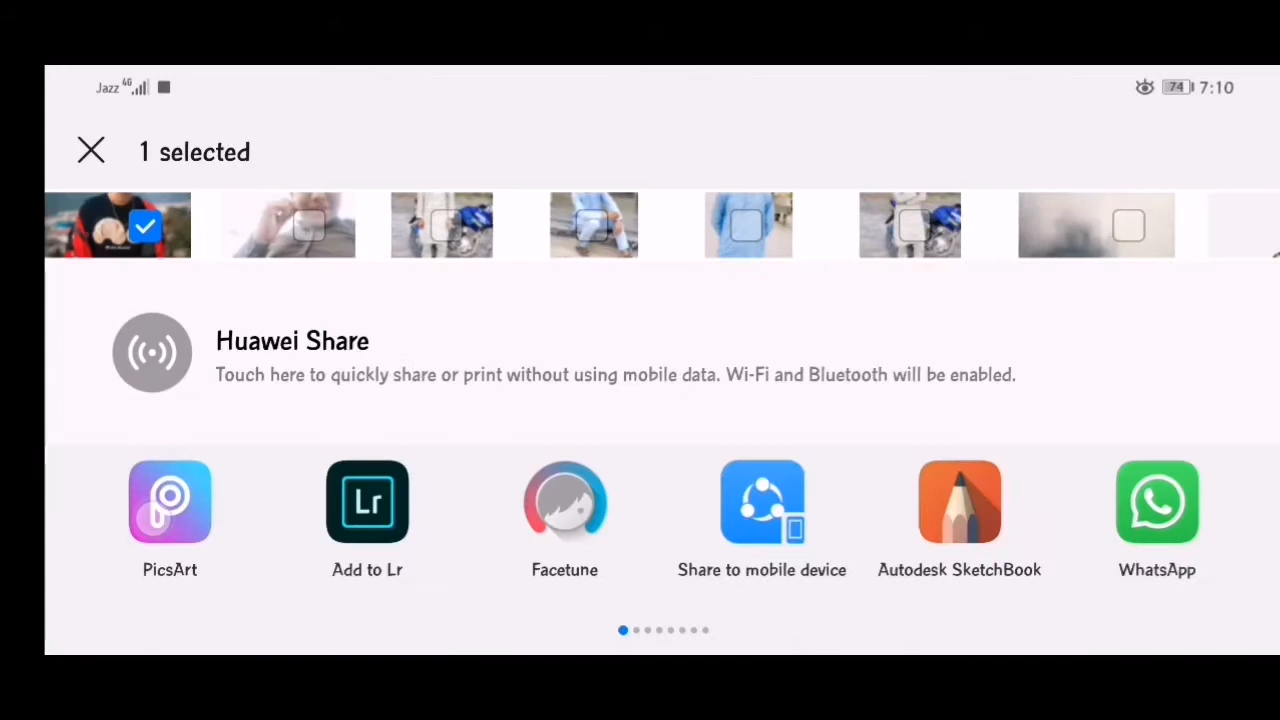 Jazz 4G 74 7:10
1 selected
Huawei Share
Touch here to quickly share or print without using mobile data. Wi-Fi and Bluetooth will be enabled.
Lr
PicsArt Add to Lr Facetune Share to mobile device Autodesk SketchBook WhatsApp